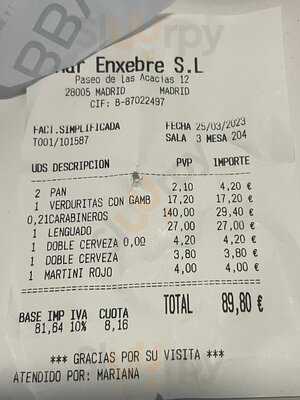 BBVA
mar Enxebre S.L
Paseo de las Acacias 12
28005 MADRID MADRID
CIF: B-87022497
FACT.SIMPLIFICADA FECHA 25/03/2023
T001/101587 SALA 3 MESA 204
UDS DESCRIPCION PVP IMPORTE
2 PAN 2,10 4,20 €
1 VERDURITAS CON GAMB 17,20 17,20 €
0,21CARABINEROS 140,00 29,40 €
1 LENGUADO 27,00 27,00 €
1 DOBLE CERVEZA 0,0º 4,20 4,20 €
1 DOBLE CERVEZA 3,80 3,80 €
1 MARTINI ROJO 4,00 4,00 €
TOTAL 89,80 €
BASE IMP IVA CUOTA
81,64 10% 8,16
*** GRACIAS POR SU VISITA ***
ATENDIDO POR: MARIANA